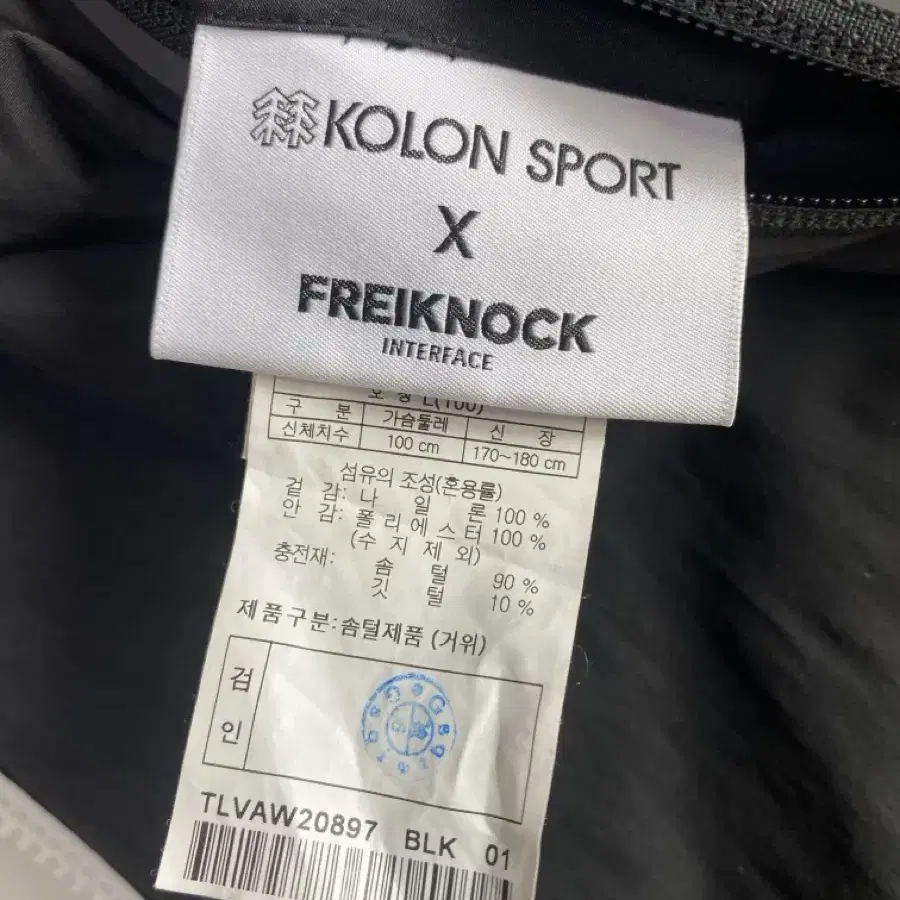 KOLON SPORT
X
FREIKNOCK
INTERFACE
호 칭 L(100)
구 분 가슴둘레 신 장
신체치수 100 cm 170~180 cm
섬유의 조성(혼용률)
겉 감: 나 일 론 100 %
안 감: 폴 리 에 스 터 100 %
(수 지 제 외)
충전재: 솜 털 90 %
깃 털 10 %
제품구분:솜털제품 (거위)
검
인
TLVAW20897 BLK 01